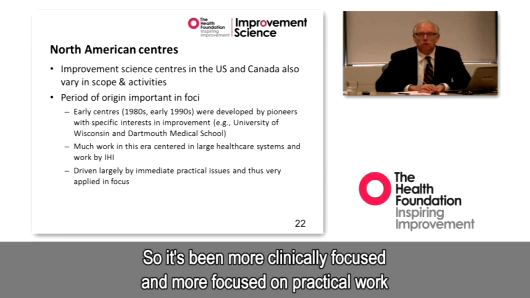 The
Health
Foundation
Inspiring
Improvement
Improvement
Science
North American centres
• Improvement science centres in the US and Canada also
vary in scope & activities
• Period of origin important in foci
– Early centres (1980s, early 1990s) were developed by pioneers
with specific interests in improvement (e.g., University of
Wisconsin and Dartmouth Medical School)
– Much work in this era centered in large healthcare systems and
work by IHI
– Driven largely by immediate practical issues and thus very
applied in focus
22
The
Health
Foundation
Inspiring
Improvement
So it's been more clinically focused
and more focused on practical work